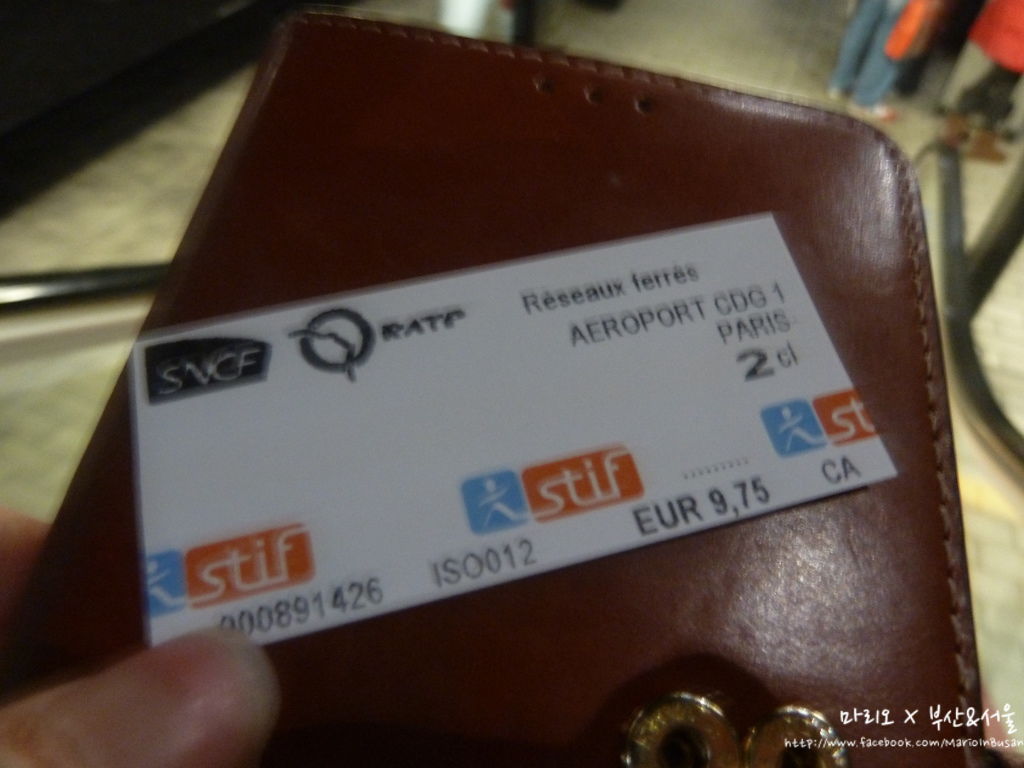 SNCF RATP
Réseaux ferrés
AEROPORT CDG 1
PARIS
2 cl
stif
stif
st
000891426 ISO012 EUR 9,75 CA
마리오 X 부산&서울
http://www.facebook.com/MarioInBusan